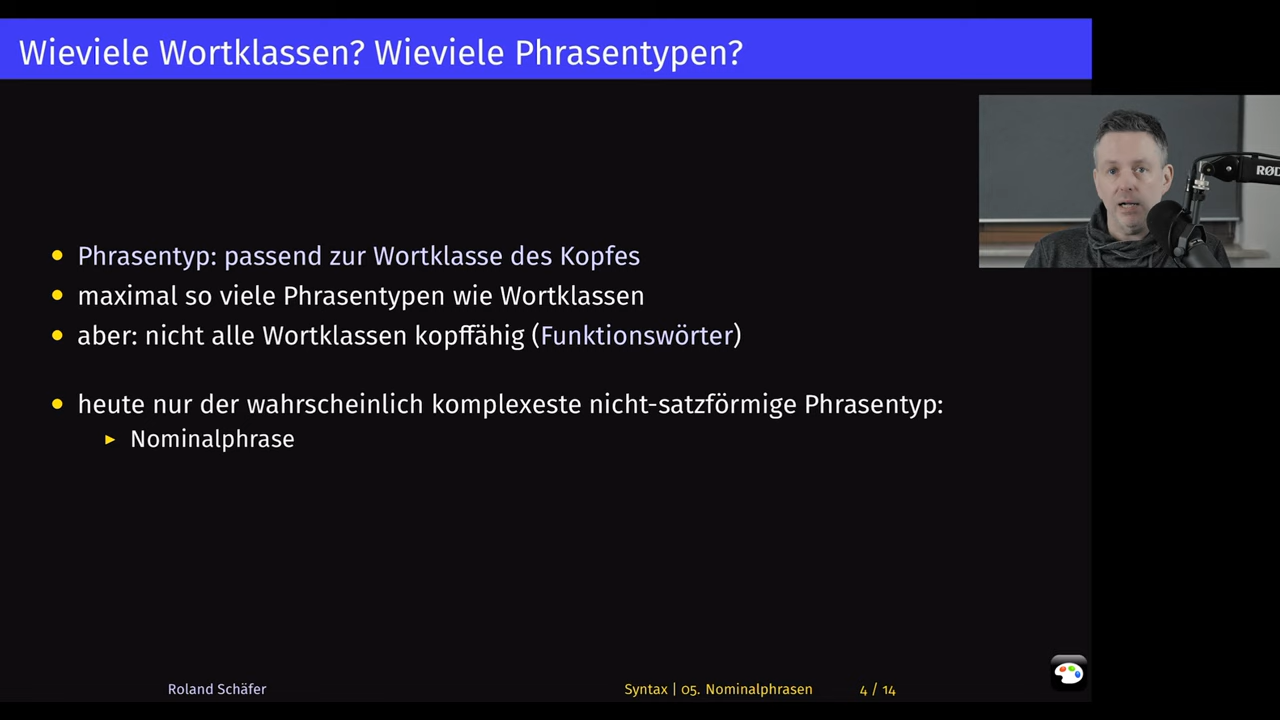 Wieviele Wortklassen? Wieviele Phrasentypen?
Phrasentyp: passend zur Wortklasse des Kopfes
maximal so viele Phrasentypen wie Wortklassen
aber: nicht alle Wortklassen kopffähig (Funktionswörter)
heute nur der wahrscheinlich komplexeste nicht-satzförmige Phrasentyp:
Nominalphrase
RØD
Roland Schäfer
Syntax | 05. Nominalphrasen
4 / 14